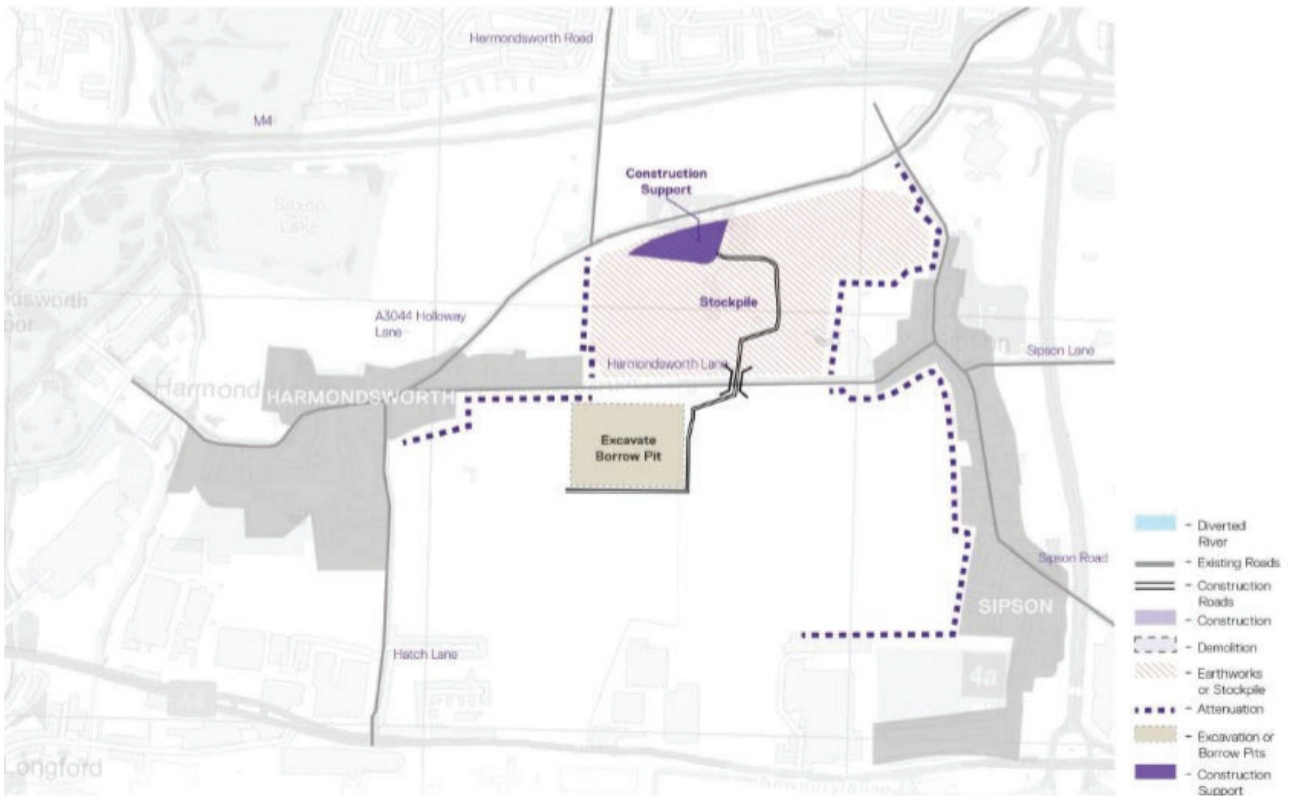 Harmondsworth Road
M4
Construction
Support
Saxon
Lake
Stockpile
A3044 Holloway
Lane
Harmondsworth Lane
Sipson Lane
Sipson
Harmond
HARMONDSWORTH
Excavate
Borrow Pit
Sipson Road
SIPSON
Hatch Lane
4a
Longford
- Diverted
River
- Existing Roads
- Construction
Roads
- Construction
- Demolition
- Earthworks
or Stockpile
- Attenuation
- Excavation or
Borrow Pits
- Construction
Support